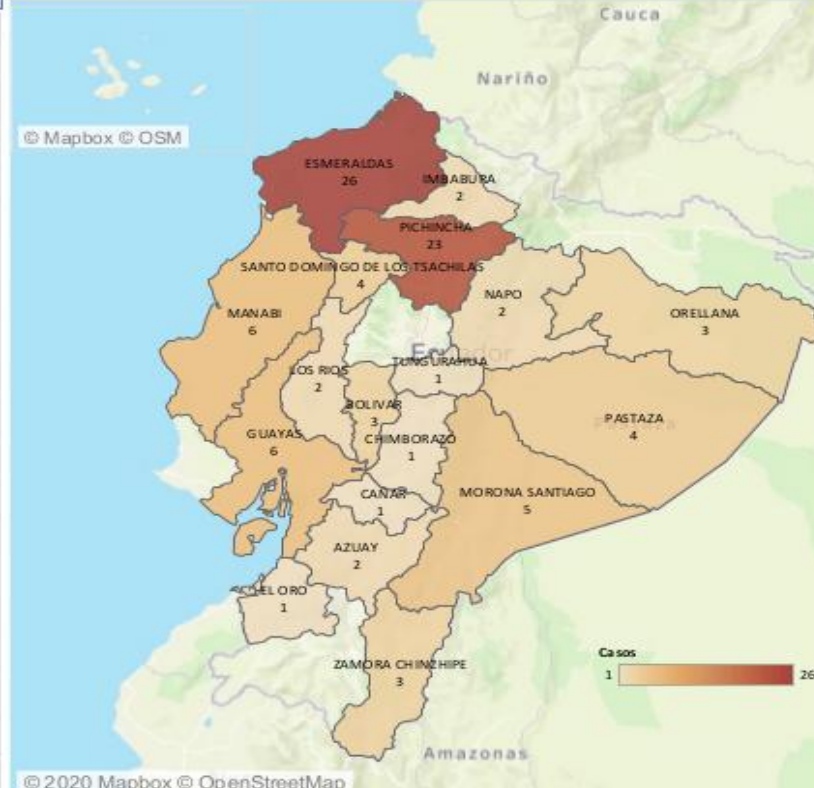 Cauca
Nariño
© Mapbox © OSM
ESMERALDAS
26
IMBABURA
2
PICHINCHA
23
SANTO DOMINGO DE LOS TSACHILAS
4
NAPO
2
ORELLANA
3
MANABI
6
Ecuador
TUNGURAHUA
1
LOS RIOS
2
BOLIVAR
3
PASTAZA
4
GUAYAS
6
CHIMBORAZO
1
CAÑAR
1
MORONA SANTIAGO
5
AZUAY
2
EL ORO
1
Casos
1 26
ZAMORA CHINZHIPE
3
Amazonas
© 2020 Mapbox © OpenStreetMap